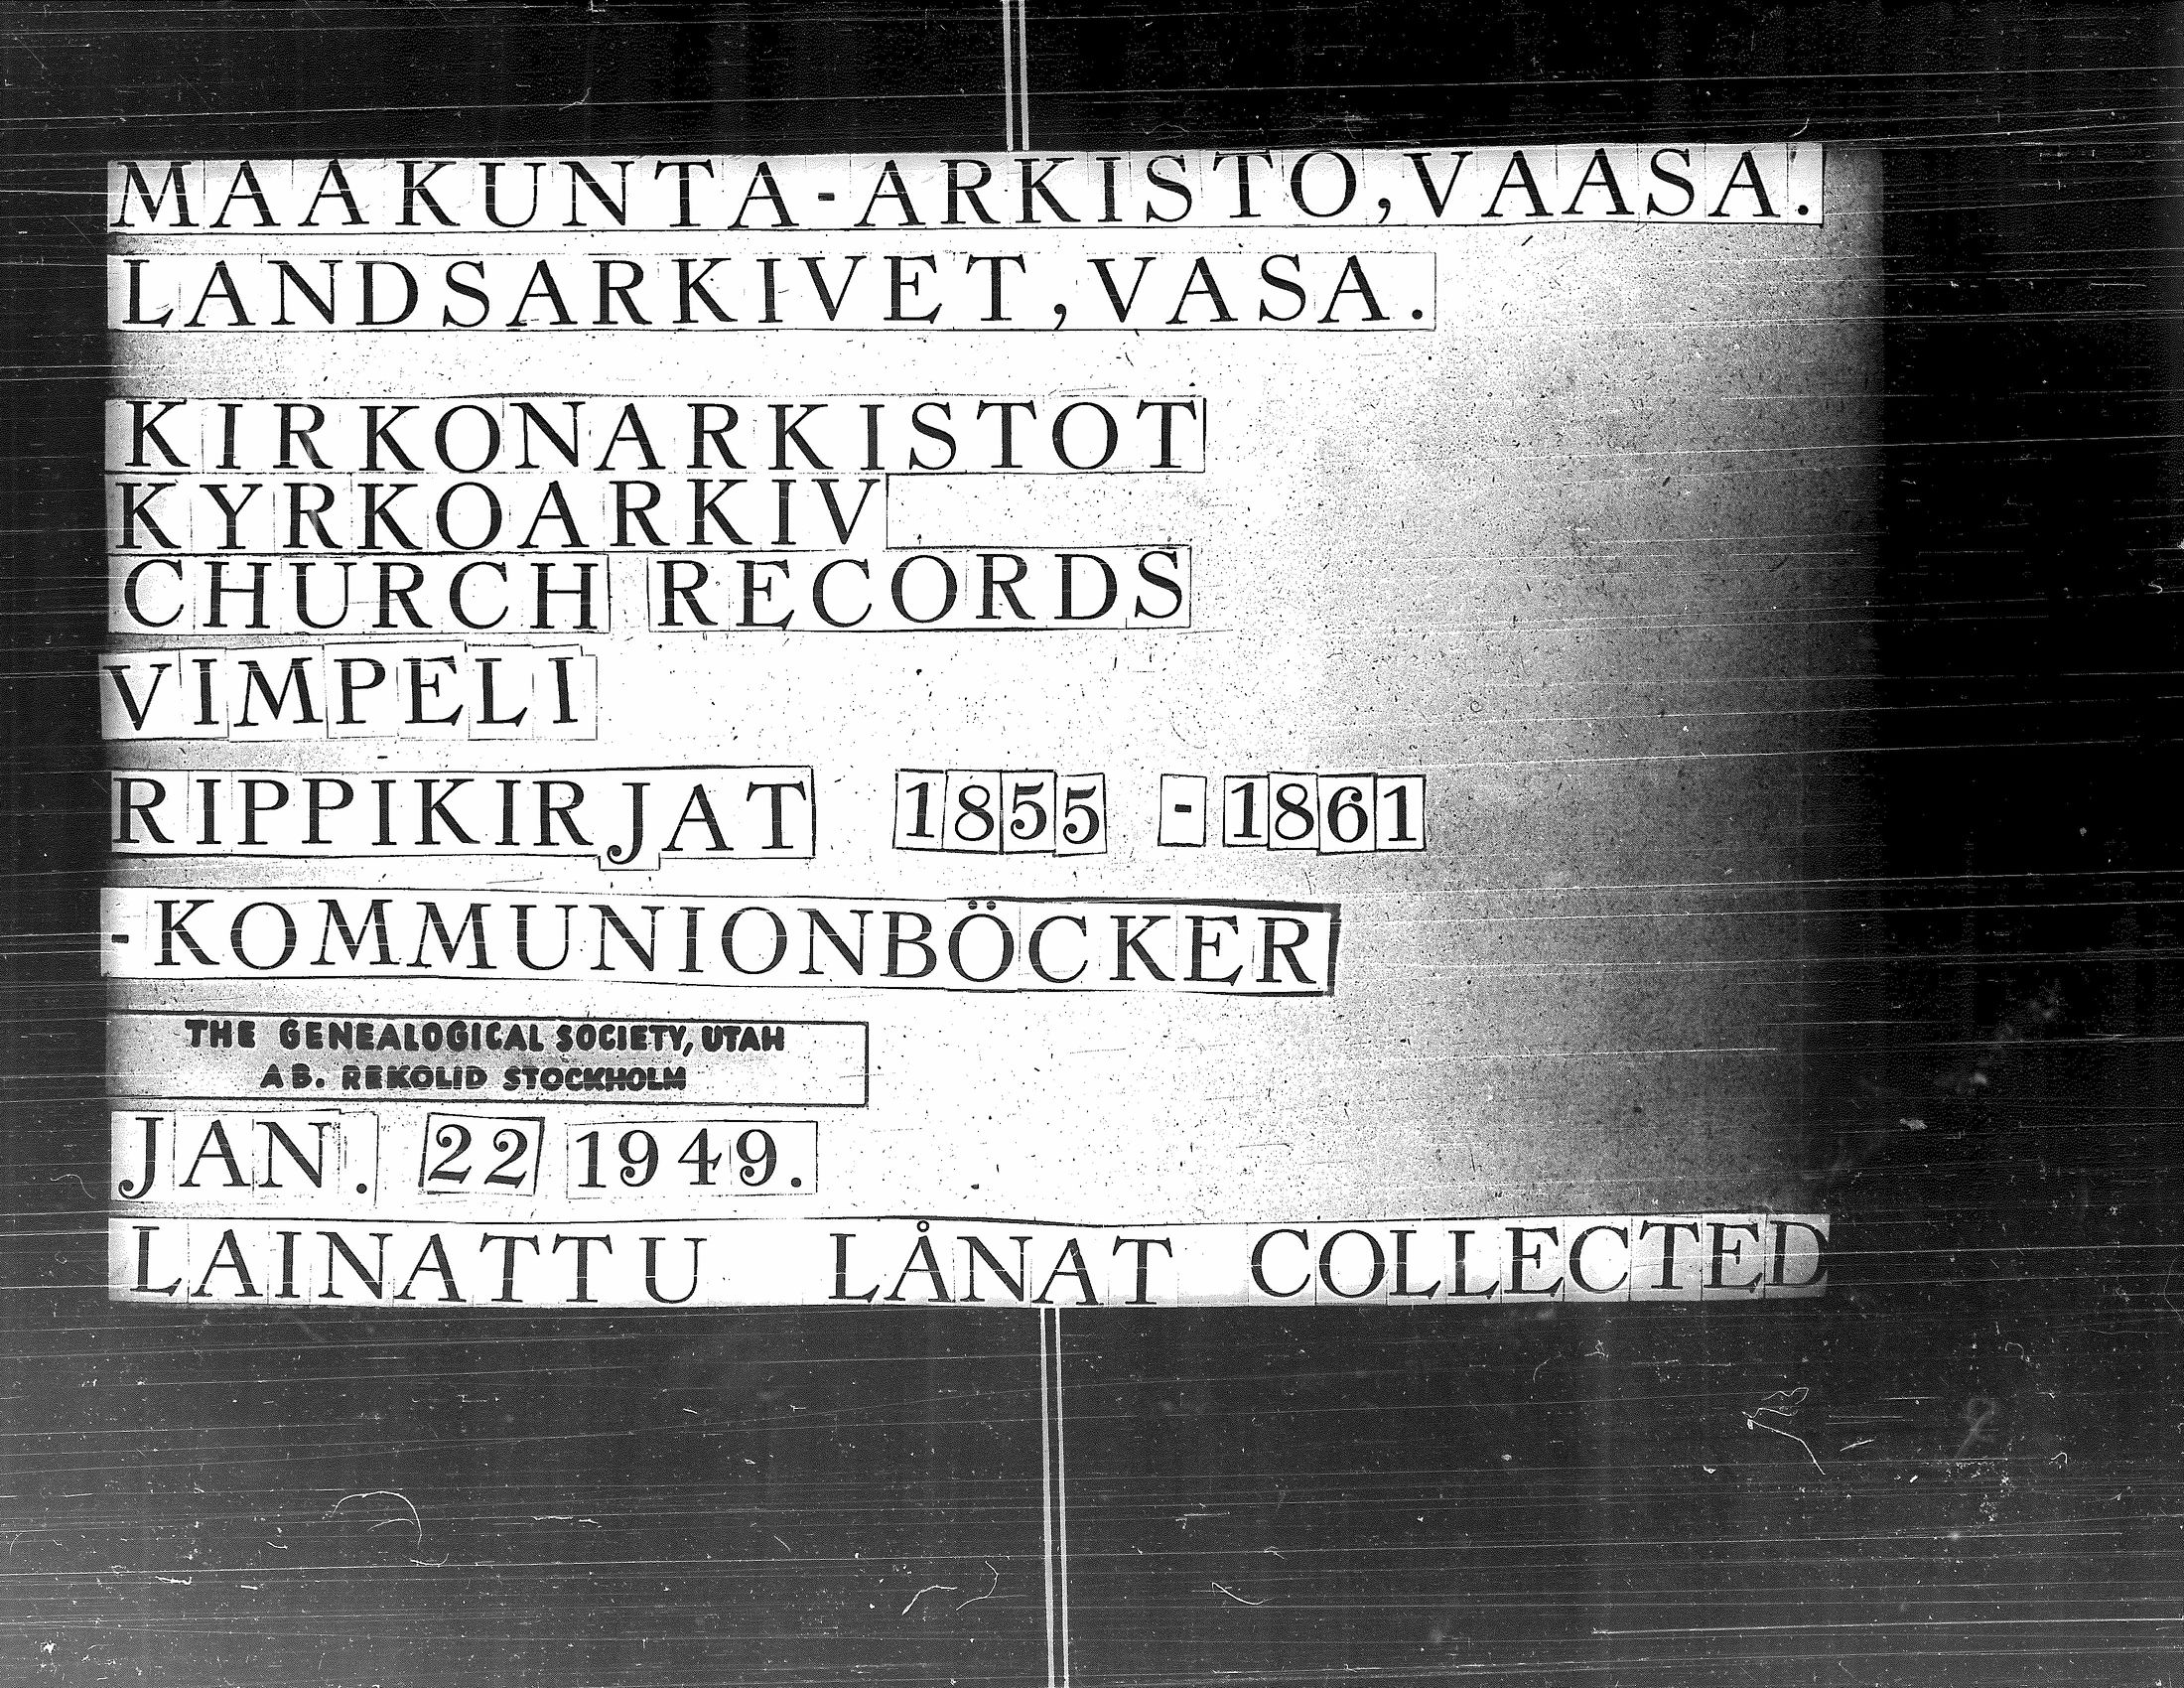 MAAKUNTA-ARKISTO, VAASA.
LANDSARKIVET, VASA.
KIRKONARKISTOT
KYRKOARKIV
CHURCH RECORDS
VIMPELI
RIPPIKIRJAT 1855 - 1861
-KOMMUNIONBÖCKER
THE GENEALOGICAL SOCIETY, UTAH
AB. REKOLID STOCKHOLM
JAN. 22 1949.
LAINATTU LÅNAT COLLECTED